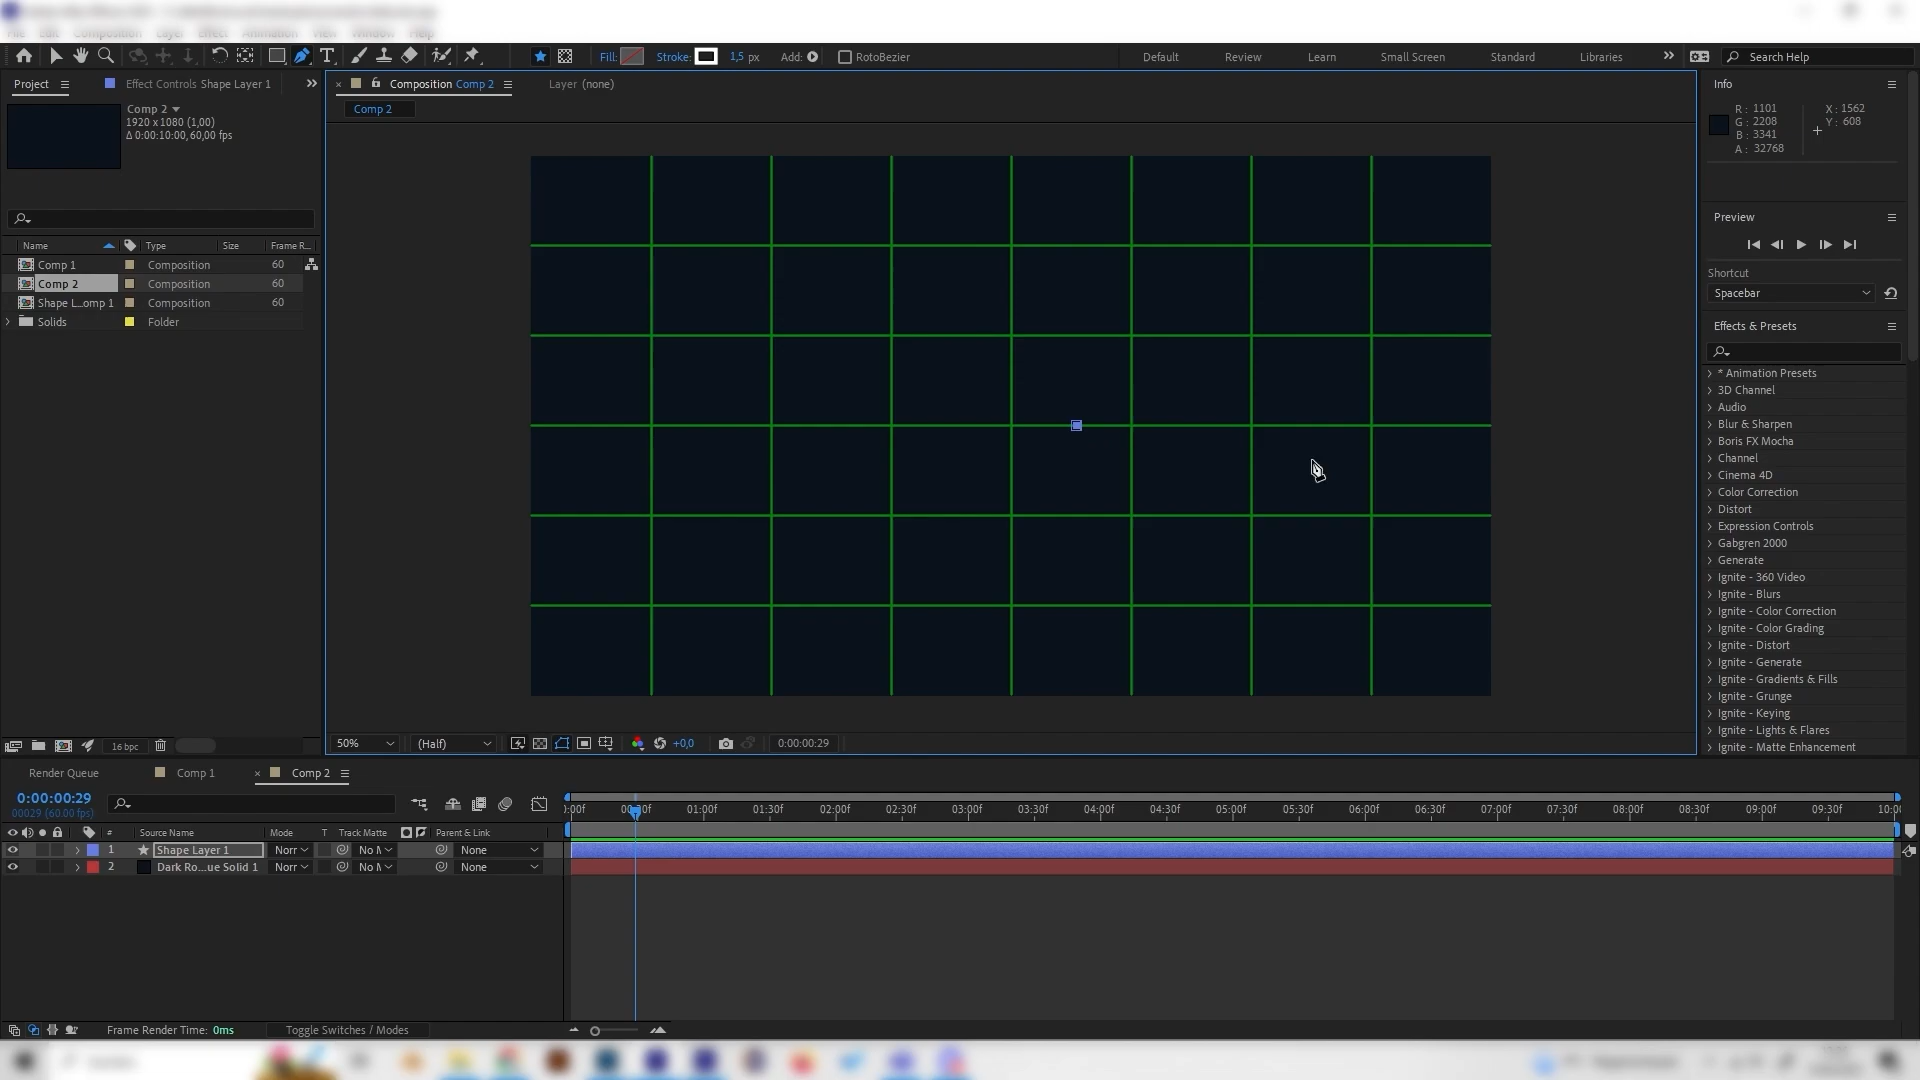 Fill:
Stroke:
1,5 px
Add:
RotoBezier
Default
Review
Learn
Small Screen
Standard
Libraries
Search Help
Project
Effect Controls Shape Layer 1
Composition Comp 2
Layer (none)
Info
Comp 2
1920 x 1080 (1,00)
Δ 0:00:10:00, 60,00 fps
Comp 2
R : 1101
G : 2208
B : 3341
A : 32768
X : 1562
Y : 608
Preview
Name
Type
Size
Frame R...
Comp 1 Composition 60
Comp 2 Composition 60
Shape L...omp 1 Composition 60
Solids Folder
Shortcut
Spacebar
Effects & Presets
* Animation Presets
3D Channel
Audio
Blur & Sharpen
Boris FX Mocha
Channel
Cinema 4D
Color Correction
Distort
Expression Controls
Gabgren 2000
Generate
Ignite - 360 Video
Ignite - Blurs
Ignite - Color Correction
Ignite - Color Grading
Ignite - Distort
Ignite - Generate
Ignite - Gradients & Fills
Ignite - Grunge
Ignite - Keying
Ignite - Lights & Flares
Ignite - Matte Enhancement
16 bpc
50%
(Half)
+0,0
0:00:00:29
Render Queue
Comp 1
Comp 2
0:00:00:29
00029 (60.00 fps)
):00f 00:30f 01:00f 01:30f 02:00f 02:30f 03:00f 03:30f 04:00f 04:30f 05:00f 05:30f 06:00f 06:30f 07:00f 07:30f 08:00f 08:30f 09:00f 09:30f 10:0
# Source Name Mode T Track Matte Parent & Link
1 Shape Layer 1 Norr No M None
2 Dark Ro...ue Solid 1 Norr No M None
Frame Render Time: 0ms
Toggle Switches / Modes